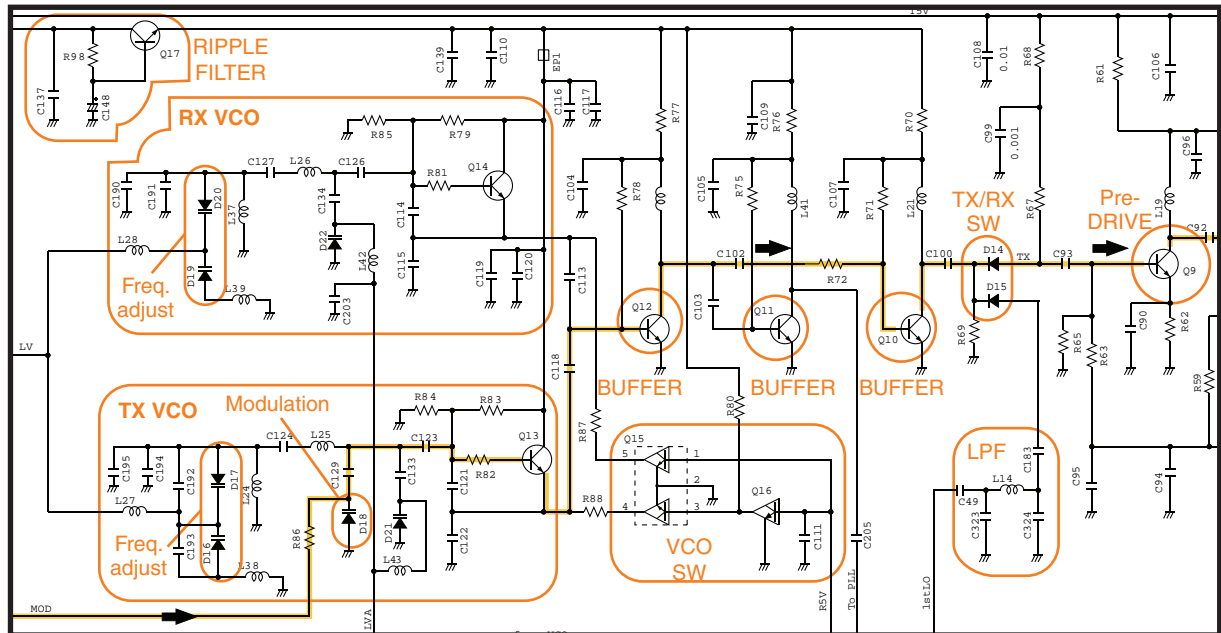 15V
RIPPLE
FILTER
R98
Q17
C137
C148
C139
C110
EP1
C116
C117
R77
C109
R76
R70
C108
0.01
R68
R61
C106
RX VCO
R85
R79
C99
0.001
C96
C127
L26
C126
R81
Q14
C104
R78
C105
R75
L41
C107
R71
L21
TX/RX
SW
R67
Pre-
DRIVE
L19
C190
C191
D20
L37
C134
C114
D22
L42
L28
C115
C119
C120
C113
C102
R72
C100
D14
TX
C93
C92
Q9
Freq.
adjust
D19
L39
C203
Q12
C103
Q11
Q10
D15
R69
R65
R63
C90
R62
LV
C118
BUFFER
BUFFER
BUFFER
R59
TX VCO
Modulation
R84
R83
R87
R80
C124
L25
C123
Q13
Q15
5
1
2
4
3
Q16
LPF
C183
C195
C194
C192
D17
L24
C129
C133
R82
C121
C49
L14
C95
C94
L27
D18
D21
R88
C111
C205
C323
C324
Freq.
adjust
C193
D16
R86
C122
VCO
SW
L38
L43
MOD
LVA
R5V
To PLL
1stLO